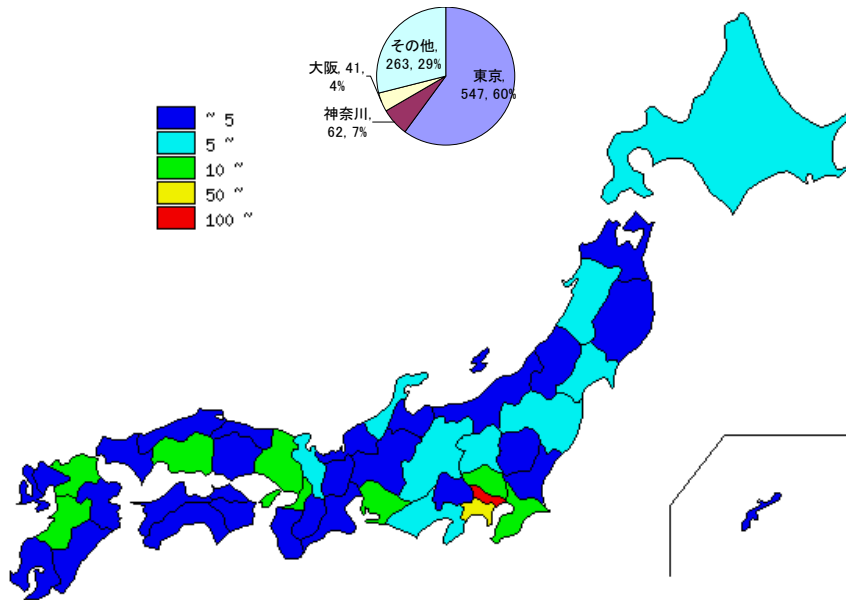 その他,
263, 29%
東京,
547, 60%
大阪, 41,
4%
神奈川,
62, 7%
~ 5
5 ~
10 ~
50 ~
100 ~